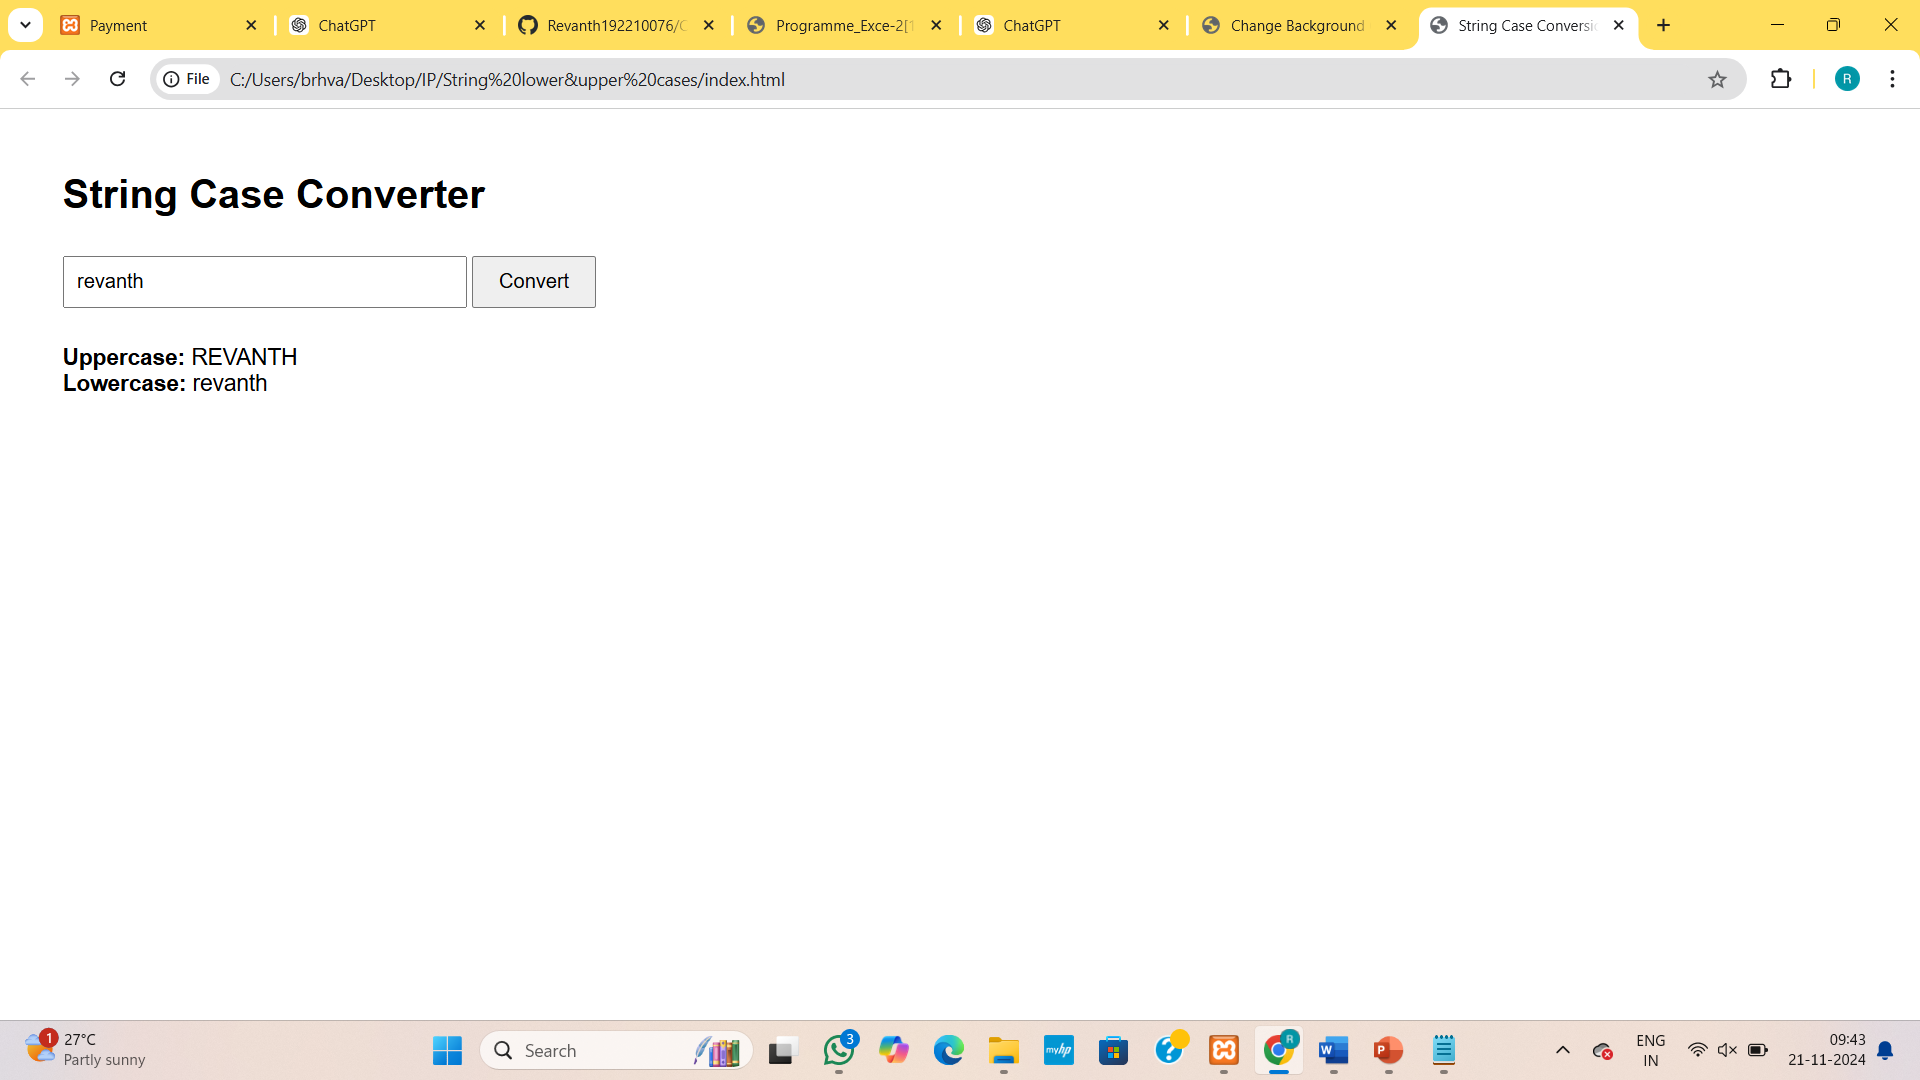 Payment
ChatGPT
Revanth192210076/C
Programme_Exce-2[1
ChatGPT
Change Background
String Case Conversi
File
C:/Users/brhva/Desktop/IP/String%20lower&upper%20cases/index.html
R
String Case Converter
revanth
Convert
Uppercase: REVANTH
Lowercase: revanth
1
27°C
Partly sunny
Search
3
myhp
R
W
P
ENG
IN
09:43
21-11-2024